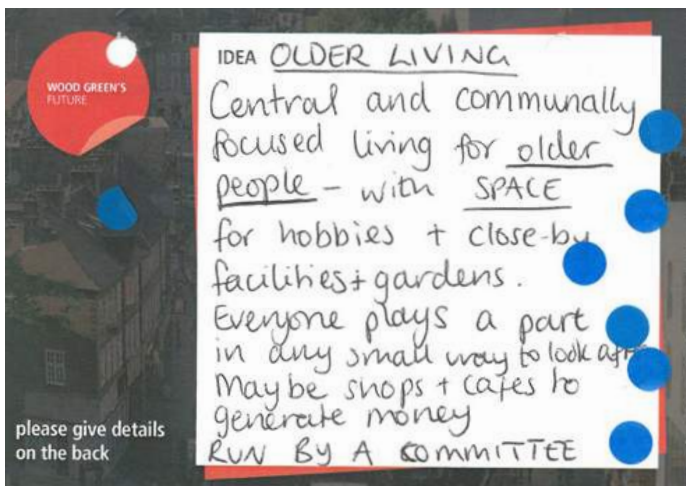 WOOD GREEN'S
FUTURE
IDEA OLDER LIVING
Central and communally
focused living for older
people – with SPACE
for hobbies + close-by
facilities + gardens.
Everyone plays a part
in any small way to look after
Maybe shops + cafes to
generate money
RUN BY A COMMITTEE
please give details
on the back